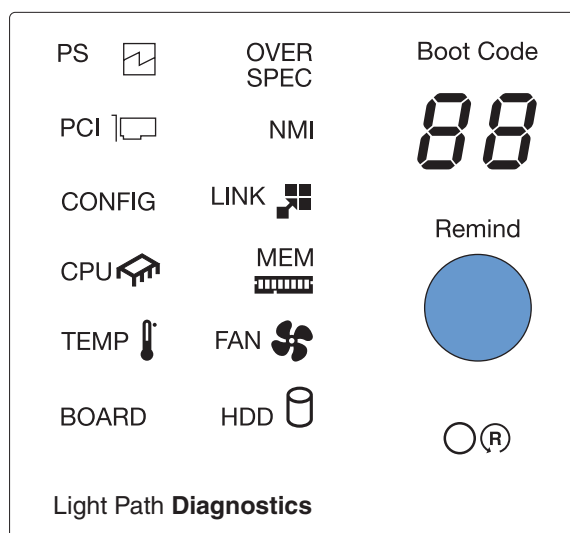 PS OVER SPEC Boot Code
PCI NMI 88
CONFIG LINK
Remind
CPU MEM
TEMP FAN
BOARD HDD
R
Light Path Diagnostics